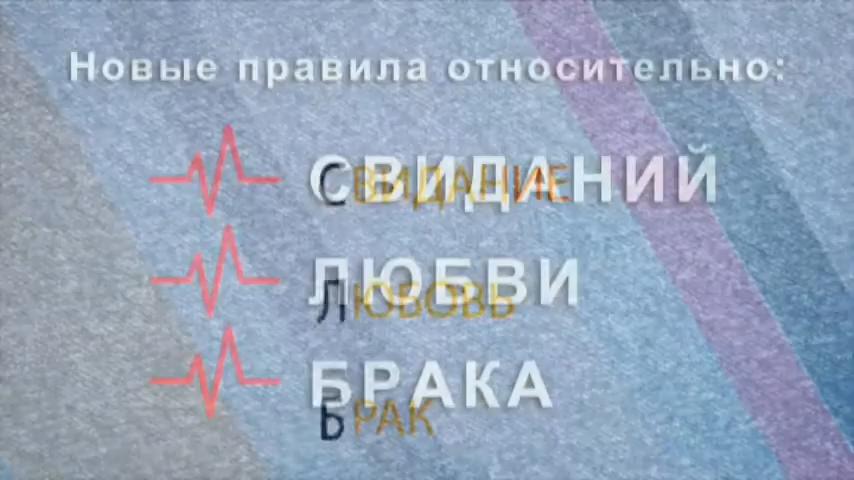 Новые правила относительно:
СВИДАНИЙ
СВИДАНИЕ
ЛЮБВИ
ЛЮБОВЬ
БРАКА
БРАК